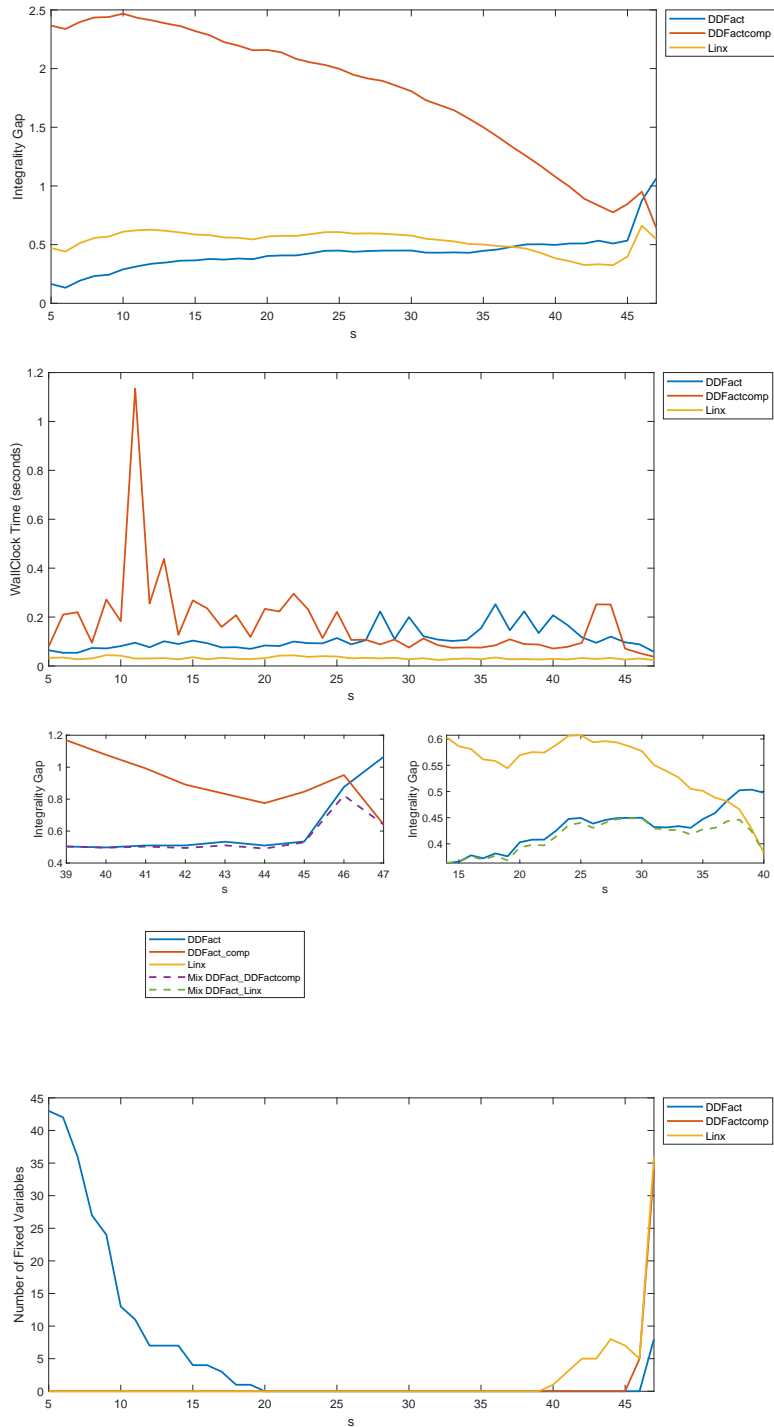 2.5
2
1.5
1
0.5
0
Integrality Gap
5 10 15 20 25 30 35 40 45
s
DDFact
DDFactcomp
Linx
1.2
1
0.8
0.6
0.4
0.2
0
WallClock Time (seconds)
5 10 15 20 25 30 35 40 45
s
DDFact
DDFactcomp
Linx
1.2
1
0.8
0.6
0.4
Integrality Gap
39 40 41 42 43 44 45 46 47
s
0.6
0.55
0.5
0.45
0.4
Integrality Gap
15 20 25 30 35 40
s
DDFact
DDFact_comp
Linx
Mix DDFact_DDFactcomp
Mix DDFact_Linx
45
40
35
30
25
20
15
10
5
0
Number of Fixed Variables
5 10 15 20 25 30 35 40 45
s
DDFact
DDFactcomp
Linx